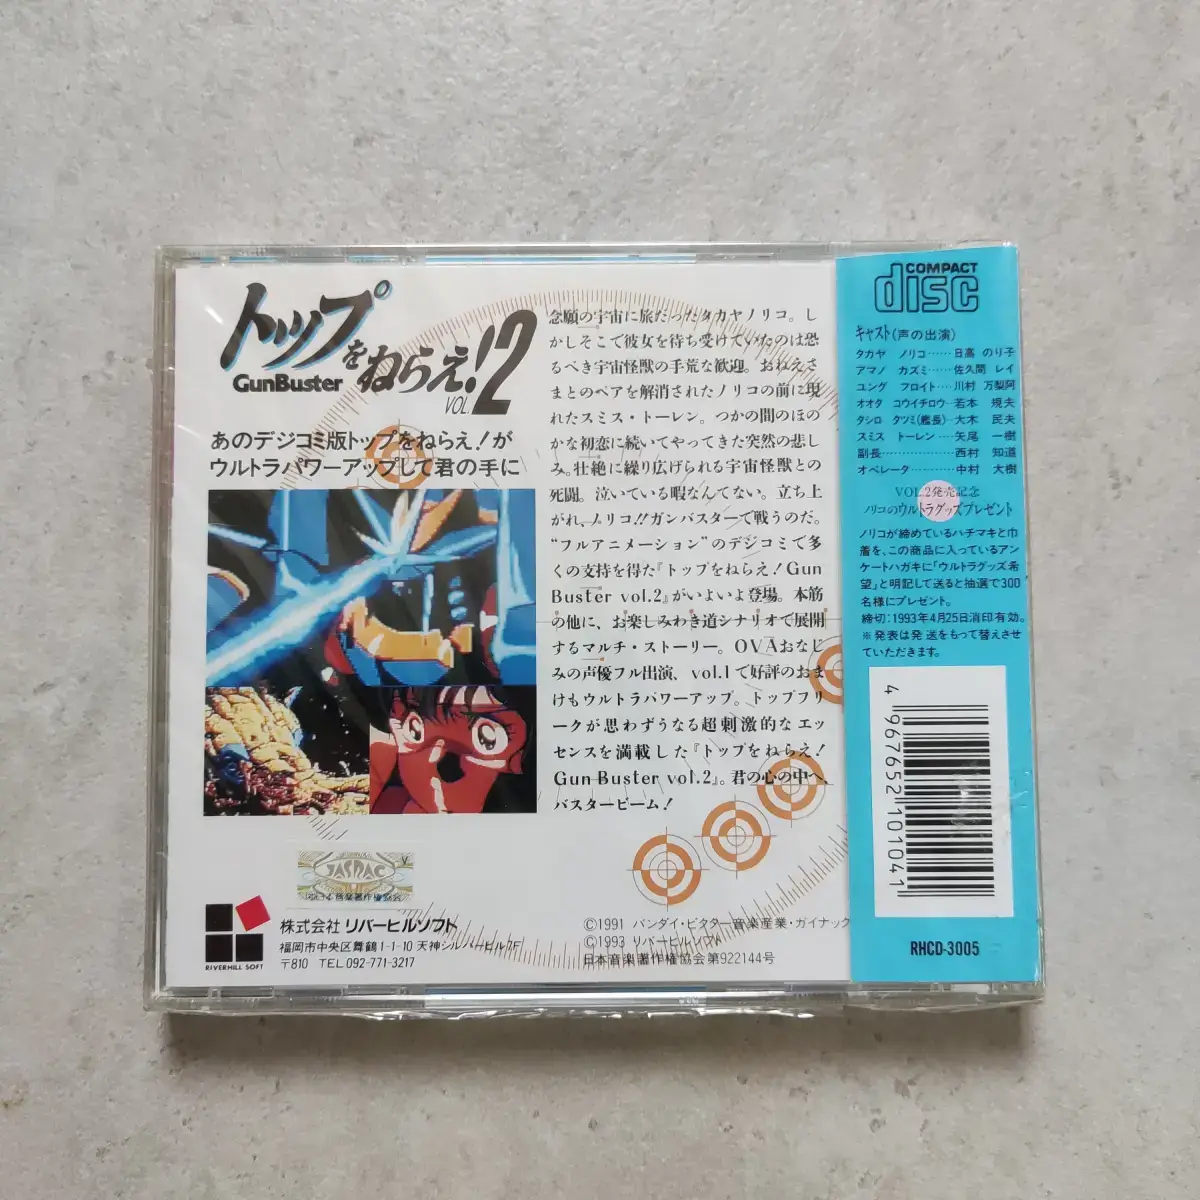 トップをねらえ!
GunBuster
VOL.2
あのデジコミ版トップをねらえ!が
ウルトラパワーアップして君の手に
念願の宇宙に旅だったタカヤノリコ。し
かしそこで彼女を待ち受けていたのは恐
るべき宇宙怪獣の手荒な歓迎。おねえさ
まとのペアを解消されたノリコの前に現
れたスミス・トーレン。つかの間のほの
かな初恋に続いてやってきた突然の悲し
み。壮絶に繰り広げられる宇宙怪獣との
死闘。泣いている暇なんてない。立ち上
がれ、ノリコ!!ガンバスターで戦うのだ。
“フルアニメーション”のデジコミで多
くの支持を得た『トップをねらえ!Gun
Buster vol.2』がいよいよ登場。本筋
の他に、お楽しみわき道シナリオで展開
するマルチ・ストーリー。OVAおなじ
みの声優フル出演、vol.1で好評のおま
けもウルトラパワーアップ。トップフリ
ークが思わずうなる超刺激的なエッ
センスを満載した『トップをねらえ!
Gun Buster vol.2』。君の心の中へ、
バスタービーム!
JASRAC
RIVERHILL SOFT
株式会社リバーヒルソフト
福岡市中央区舞鶴1-1-10 天神シルバービル7F
〒810 TEL 092-771-3217
©1991 バンダイ・ビクター音楽産業・ガイナック
©1993 リバーヒルソフト
日本音楽著作権協会第922144号
COMPACT
disc
キャスト(声の出演)
タカヤ ノリコ……日高 のり子
アマノ カズミ……佐久間 レイ
ユング フロイト……川村 万梨阿
オオタ コウイチロウ…若本 規夫
タシロ タツミ(艦長)…大木 民夫
スミス トーレン……矢尾 一樹
副長……西村 知道
オペレータ……中村 大樹
VOL.2発売記念
ノリコのウルトラグッズプレゼント
ノリコが締めているハチマキと巾
着を、この商品に入っているアン
ケートハガキに「ウルトラグッズ希
望」と明記して送ると抽選で300
名様にプレゼント。
締切:1993年4月25日消印有効。
※発表は発送をもって替えさせ
ていただきます。
4 967652 101041
RHCD-3005